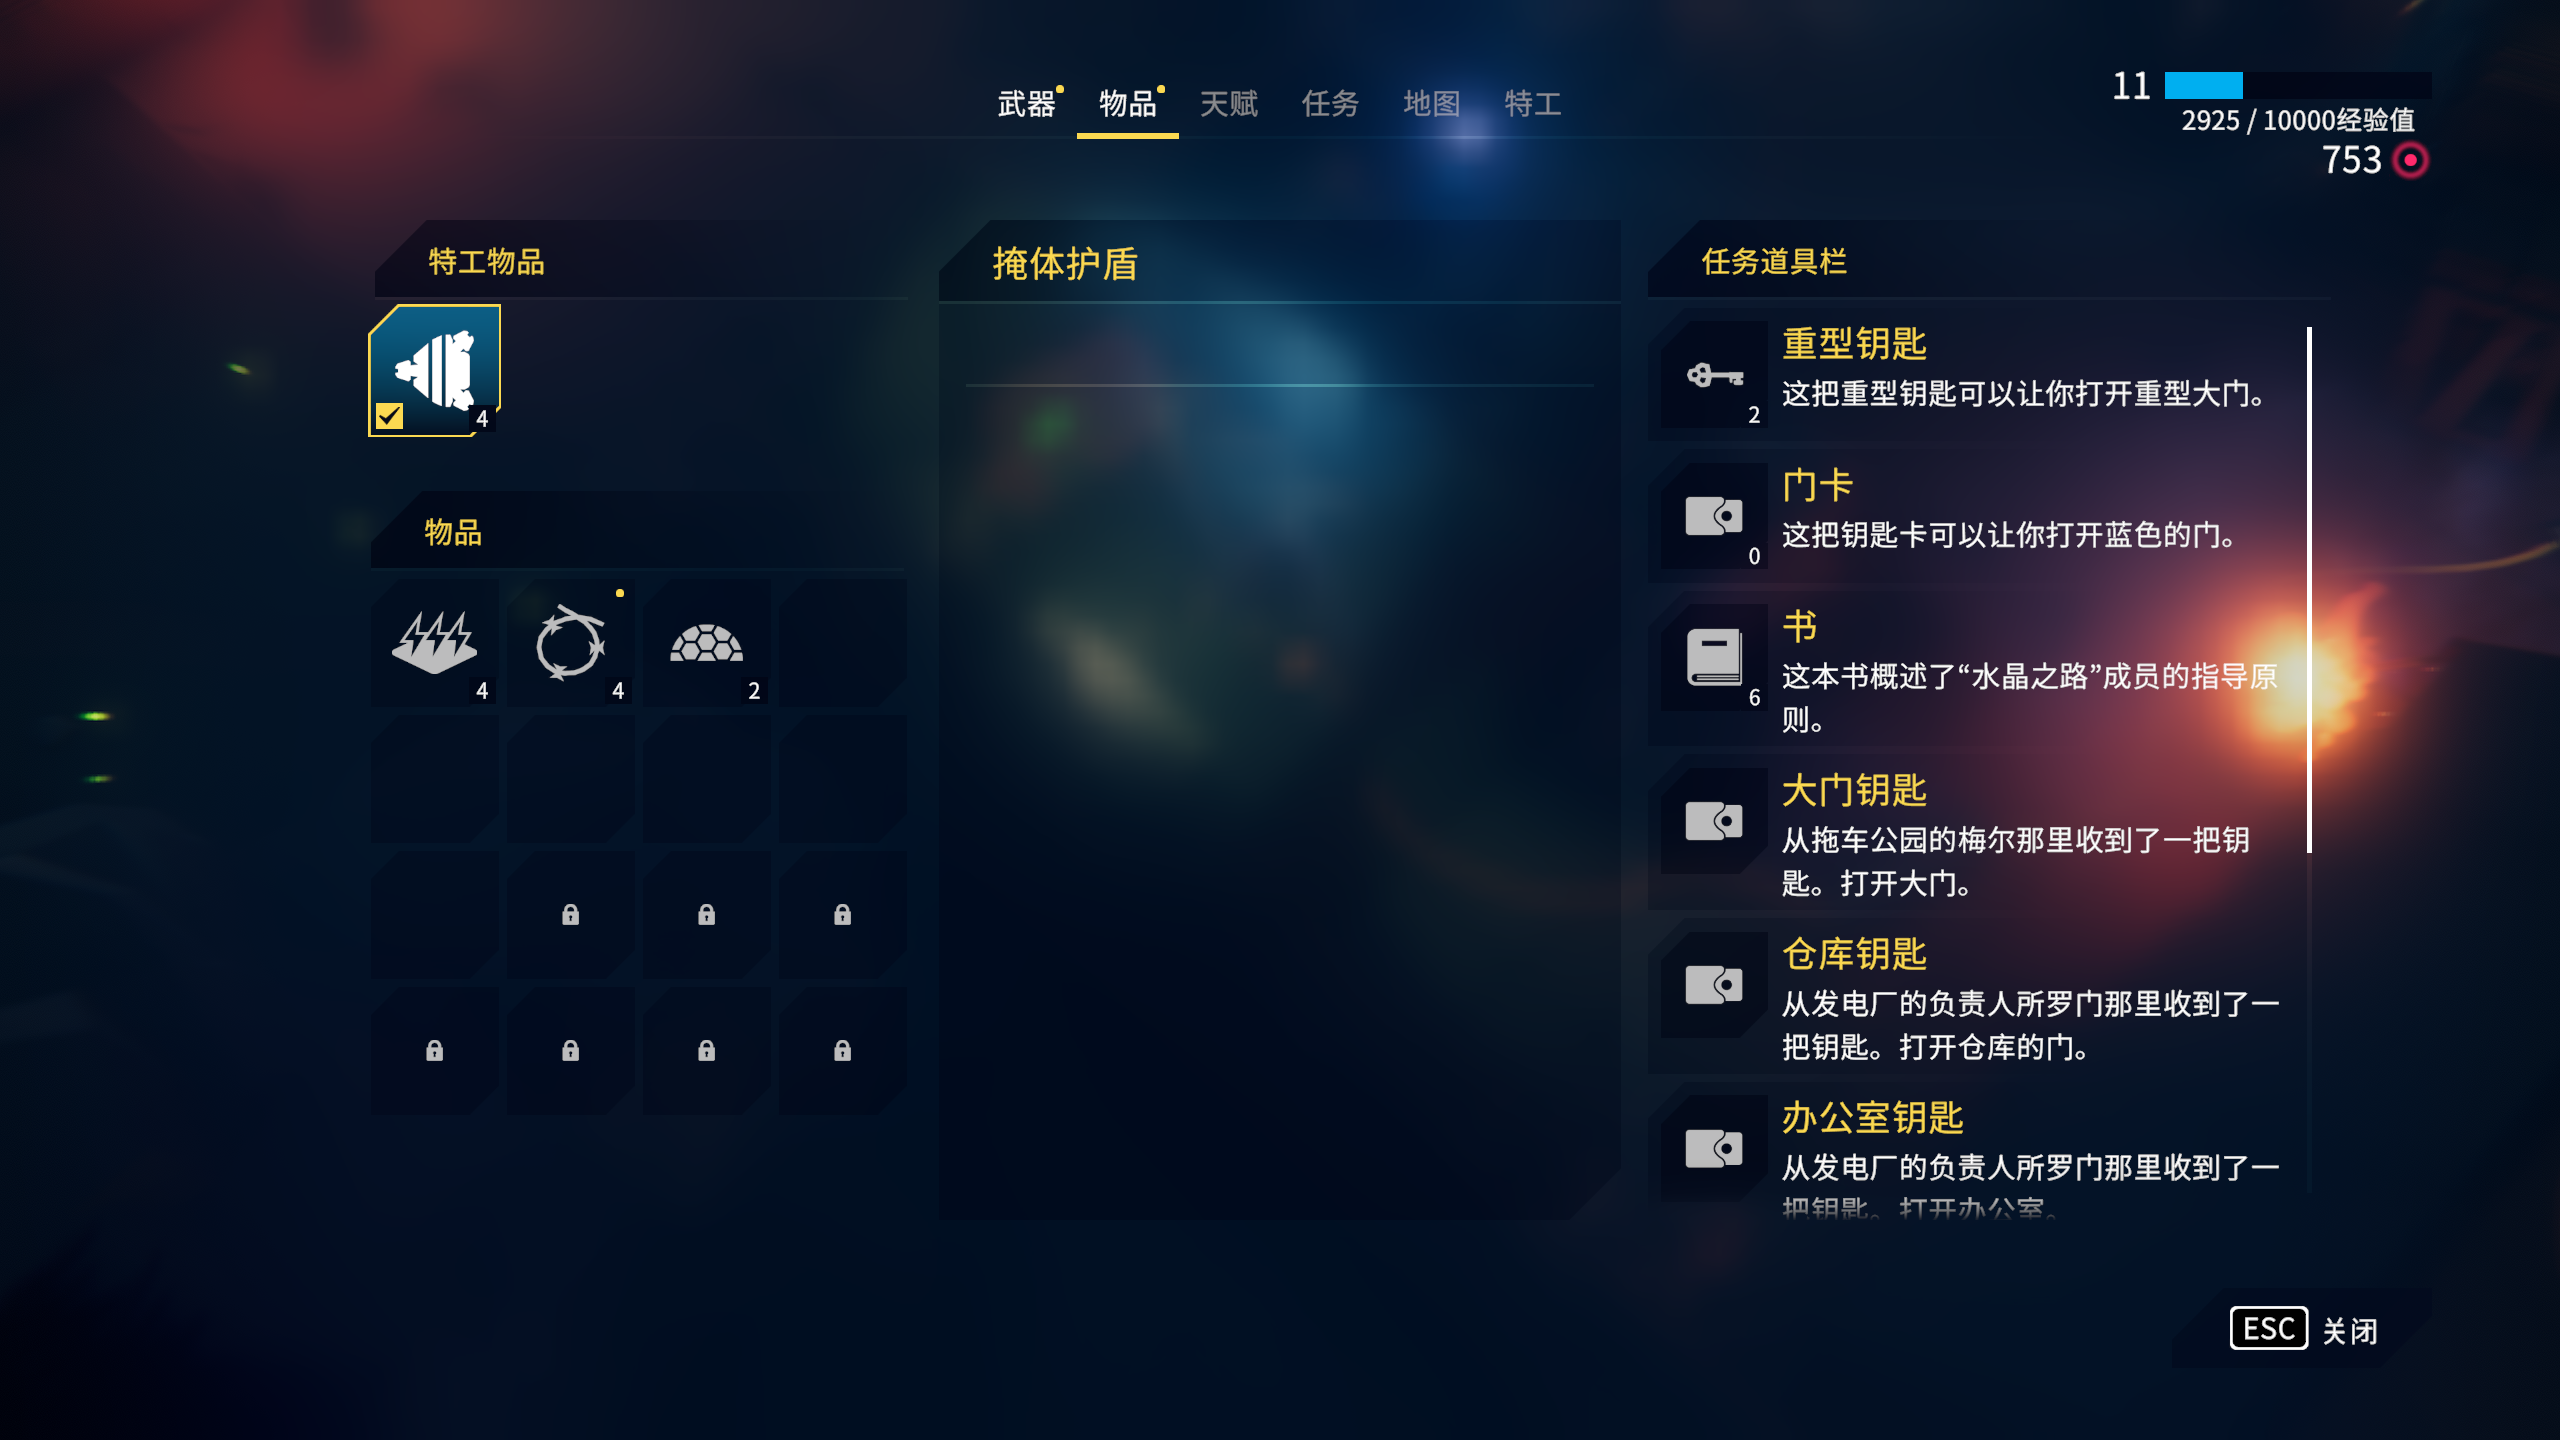 武器
物品
天赋
任务
地图
特工
11
2925 / 10000经验值
753
特工物品
4
物品
4
4
2
掩体护盾
任务道具栏
重型钥匙
这把重型钥匙可以让你打开重型大门。
2
门卡
这把钥匙卡可以让你打开蓝色的门。
0
书
这本书概述了“水晶之路”成员的指导原
则。
6
大门钥匙
从拖车公园的梅尔那里收到了一把钥
匙。打开大门。
仓库钥匙
从发电厂的负责人所罗门那里收到了一
把钥匙。打开仓库的门。
办公室钥匙
从发电厂的负责人所罗门那里收到了一
把钥匙。打开办公室。
ESC 关闭